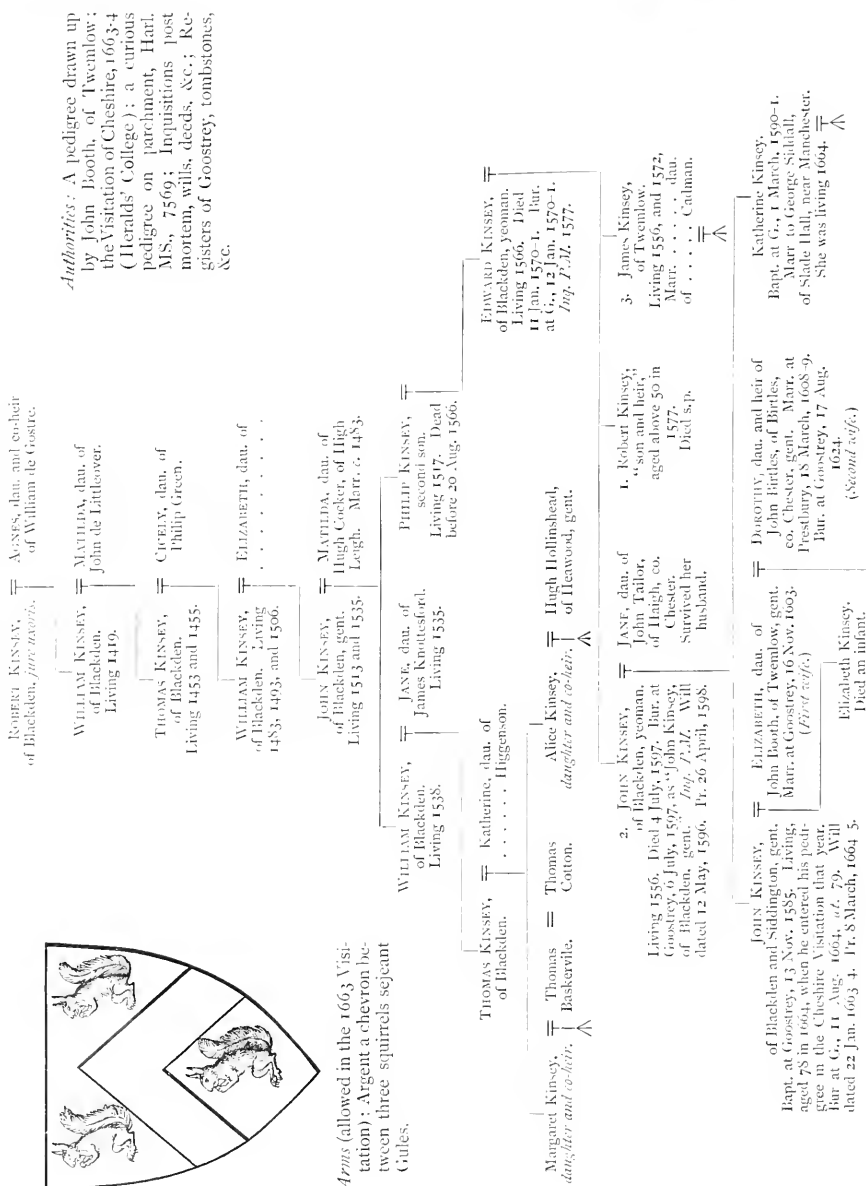 Arms (allowed in the 1663 Visi-
tation): Argent a chevron be-
tween three squirrels sejeant
Gules.
Authorities: A pedigree drawn up
by John Booth, of Twemlow;
the Visitation of Cheshire, 1663-4
(Heralds' College); a curious
pedigree on parchment, Harl.
MS., 7569; Inquisitions post
mortem, wills, deeds, &c.; Re-
gisters of Goostrey, tombstones,
&c.
ROBERT KINSEY,
of Blackden, jure uxoris.
AGNES, dau. and co-heir
of William de Gostre.
WILLIAM KINSEY,
of Blackden.
Living 1419.
MATILDA, dau. of
John de Littleover.
THOMAS KINSEY,
of Blackden.
Living 1453 and 1455.
CICELY, dau. of
Philip Green.
WILLIAM KINSEY,
of Blackden. Living
1483, 1493, and 1506.
ELIZABETH, dau. of
. . . . . . . . . .
JOHN KINSEY,
of Blackden, gent.
Living 1513 and 1535.
MATILDA, dau. of
Hugh Cocker, of High
Leigh. Marr. c. 1483.
WILLIAM KINSEY,
of Blackden.
Living 1538.
JANE, dau. of
James Knottesford.
Living 1535.
PHILIP KINSEY,
second son.
Living 1517. Dead
before 20 Aug. 1566.
THOMAS KINSEY,
of Blackden.
Katherine, dau. of
. . . . . . Higgenson.
EDWARD KINSEY,
of Blackden, yeoman.
Living 1566. Died
11 Jan. 1570-1. Bur.
at G., 12 Jan. 1570-1.
Inq. P.M. 1577.
Margaret Kinsey,
daughter and co-heir.
Thomas
Baskervile.
Thomas
Cotton.
Alice Kinsey,
daughter and co-heir.
Hugh Hollinshead,
of Heawood, gent.
2. JOHN KINSEY,
of Blackden, yeoman.
Living 1556. Died 4 July, 1597. Bur. at
Goostrey, 6 July, 1597, as "John Kinsey,
of Blackden, gent." Inq. P.M. Will
dated 12 May, 1596. Pr. 26 April, 1598.
JANE, dau. of
John Tailor,
of Haigh, co.
Chester.
Survived her
husband.
1. Robert Kinsey,
"son and heir,"
aged above 50 in
1577.
Died s.p.
3. James Kinsey,
of Twemlow.
Living 1556, and 1572,
Marr. . . . . . . dau.
of . . . . . Cadman.
JOHN KINSEY,
of Blackden and Siddington, gent.
Bapt. at Goostrey, 13 Nov. 1585. Living,
aged 78 in 1664, when he entered his pedi-
gree in the Cheshire Visitation that year.
Bur at G., 11 Aug. 1664, æt. 79. Will
dated 22 Jan. 1663 4. Pr. 8 March, 1664 5.
ELIZABETH, dau. of
John Booth, of Twemlow, gent.
Marr. at Goostrey, 16 Nov. 1603.
(First wife.)
DOROTHY, dau. and heir of
John Birtles, of Birtles,
co. Chester, gent. Marr. at
Prestbury, 18 March, 1608-9.
Bur. at Goostrey, 17 Aug.
1624.
(Second wife.)
Katherine Kinsey.
Bapt. at G., 1 March, 1590-1.
Marr to George Siddall,
of Slade Hall, near Manchester.
She was living 1664.
Elizabeth Kinsey.
Died an infant.